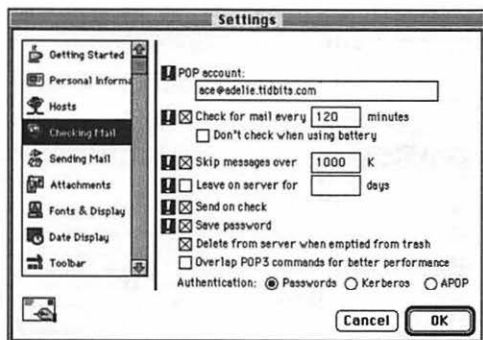 Settings
Getting Started
Personal Informa
Hosts
Checking Mail
Sending Mail
Attachments
Fonts & Display
Date Display
Toolbar
POP account:
ace@adelie.tidbits.com
Check for mail every 120 minutes
Don't check when using battery
Skip messages over 1000 K
Leave on server for days
Send on check
Save password
Delete from server when emptied from trash
Overlap POP3 commands for better performance
Authentication: Passwords Kerberos APOP
Cancel OK